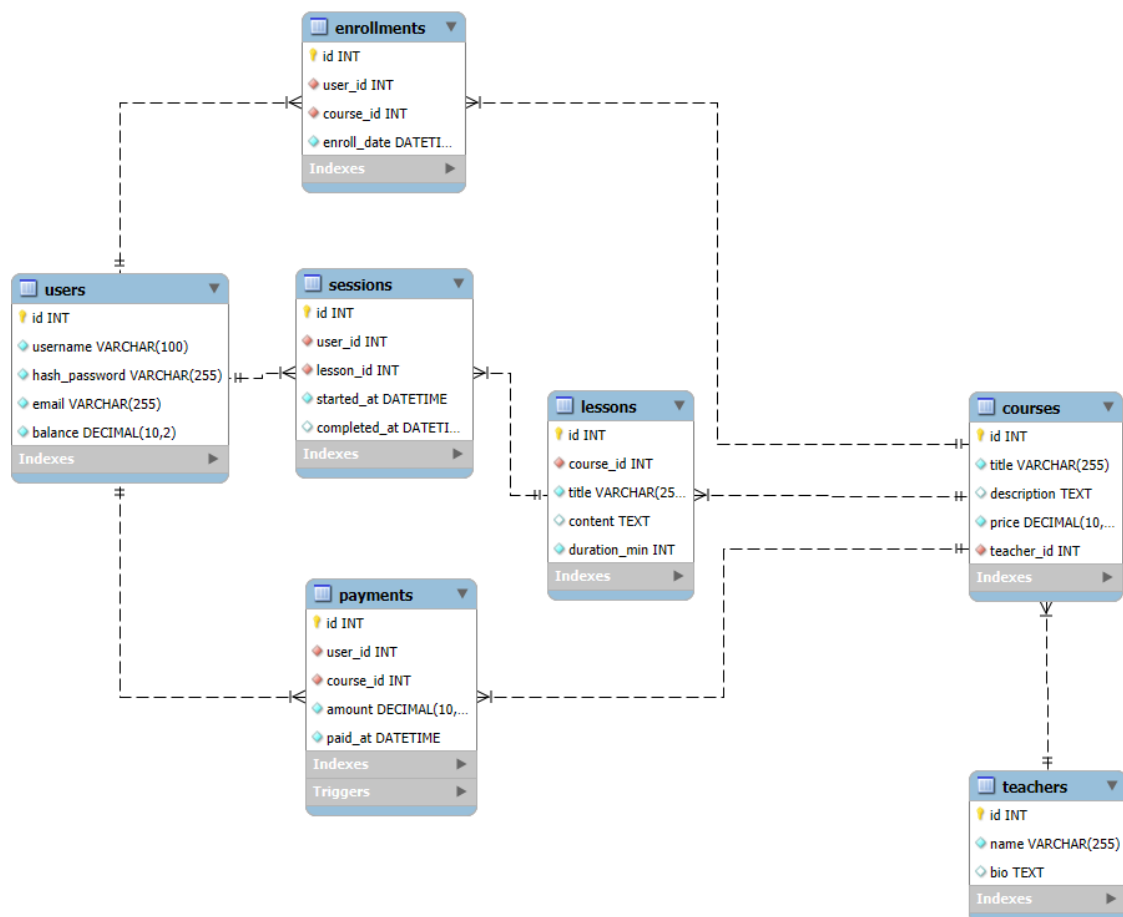 enrollments
id INT
user_id INT
course_id INT
enroll_date DATETI...
Indexes
users
id INT
username VARCHAR(100)
hash_password VARCHAR(255)
email VARCHAR(255)
balance DECIMAL(10,2)
Indexes
sessions
id INT
user_id INT
lesson_id INT
started_at DATETIME
completed_at DATETI...
Indexes
lessons
id INT
course_id INT
title VARCHAR(25...
content TEXT
duration_min INT
Indexes
courses
id INT
title VARCHAR(255)
description TEXT
price DECIMAL(10,...
teacher_id INT
Indexes
payments
id INT
user_id INT
course_id INT
amount DECIMAL(10,...
paid_at DATETIME
Indexes
Triggers
teachers
id INT
name VARCHAR(255)
bio TEXT
Indexes